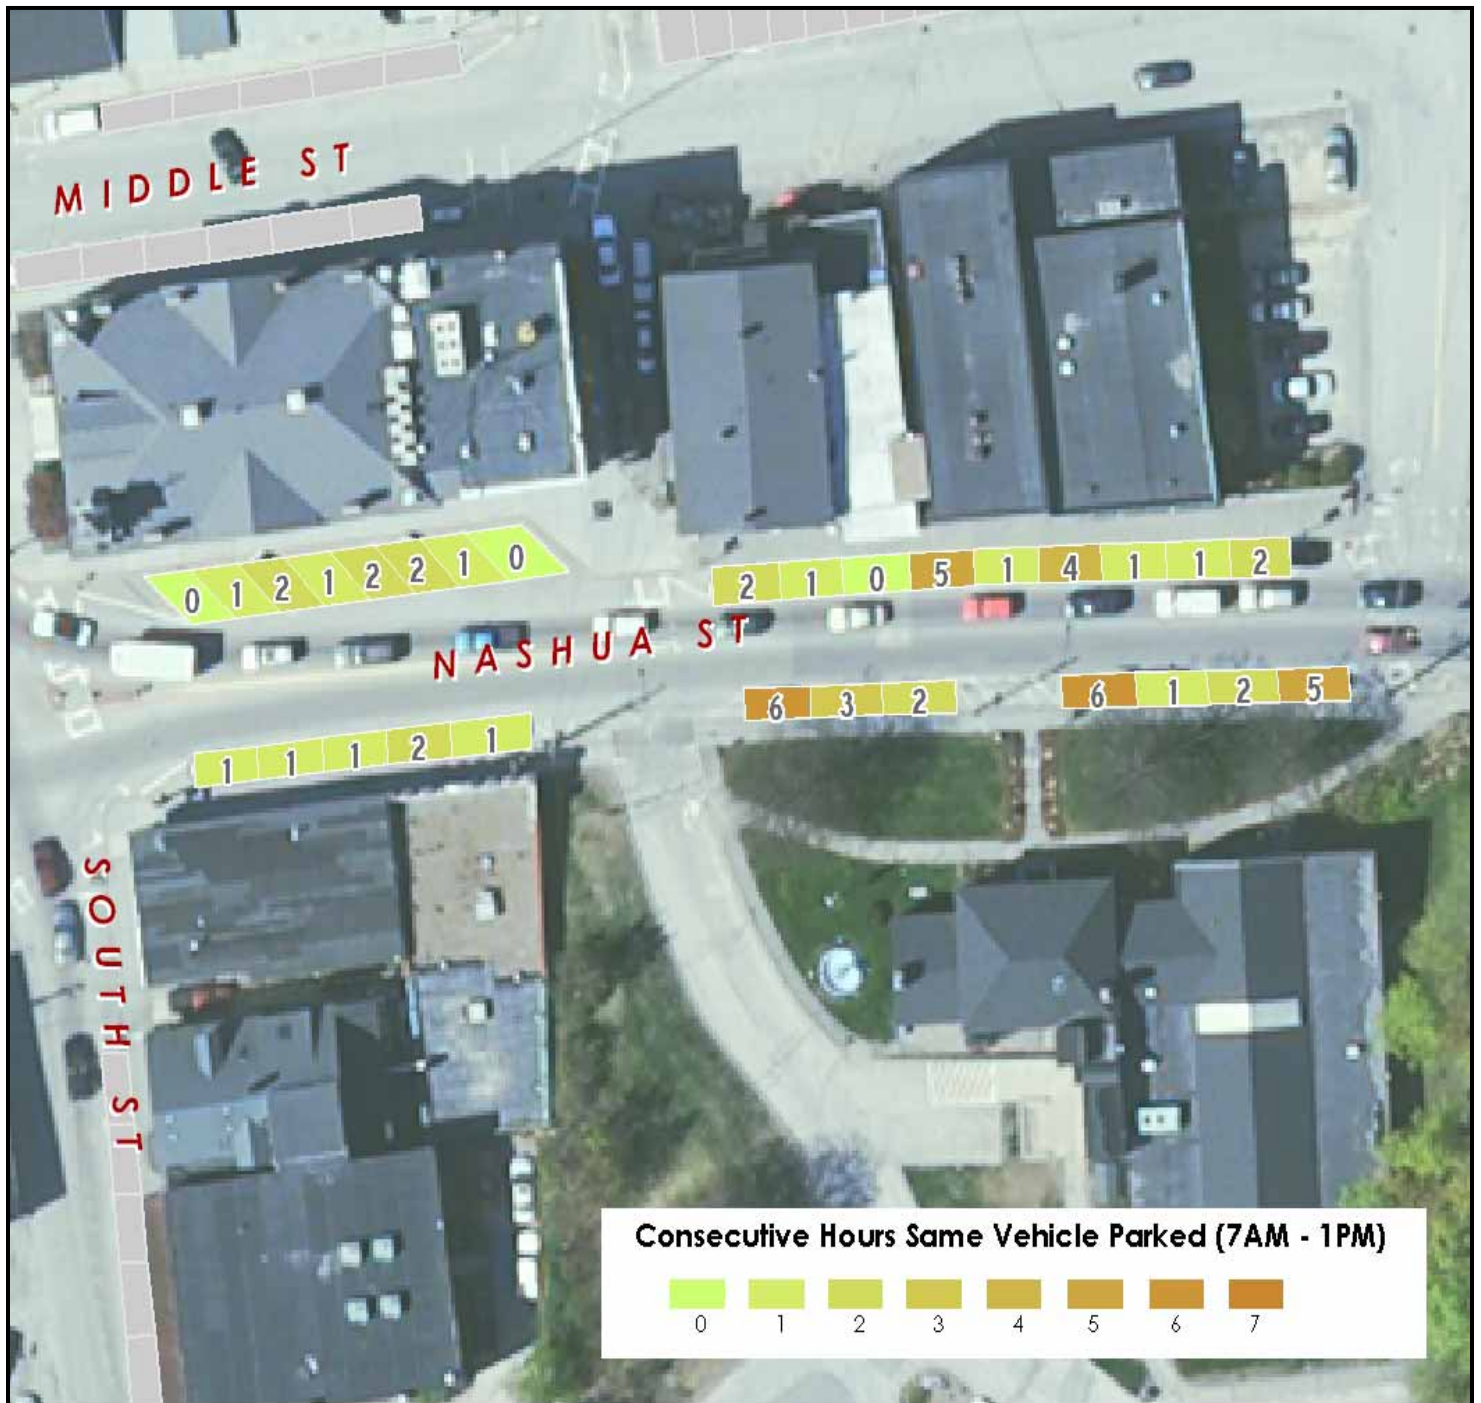 MIDDLE ST
0 1 2 1 2 2 1 0
2 1 0 5 1 4 1 1 2
NASHUA ST
6 3 2
6 1 2 5
1 1 1 2 1
SOUTH ST
Consecutive Hours Same Vehicle Parked (7AM - 1PM)
0 1 2 3 4 5 6 7